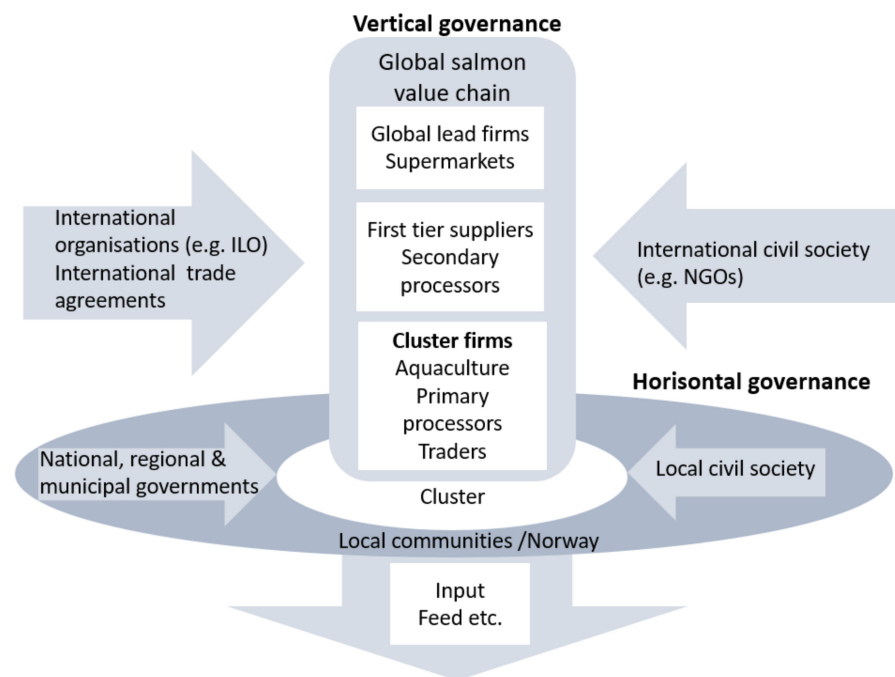 Vertical governance
Global salmon
value chain
Global lead firms
Supermarkets
International
organisations (e.g. ILO)
International trade
agreements
First tier suppliers
Secondary
processors
International civil society
(e.g. NGOs)
Cluster firms
Aquaculture
Primary
processors
Traders
Horisontal governance
National, regional &
municipal governments
Local civil society
Cluster
Local communities /Norway
Input
Feed etc.